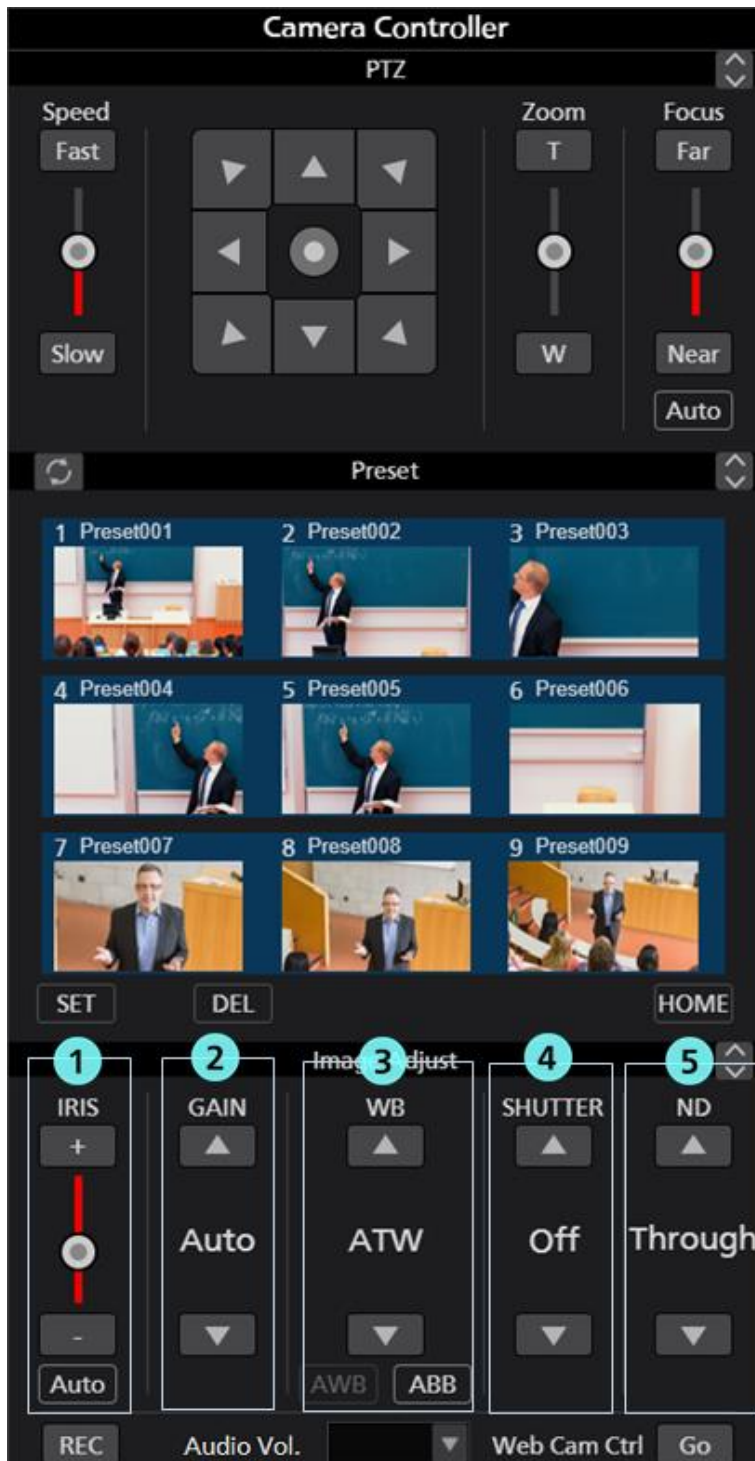 Camera Controller
PTZ
Speed Zoom Focus
Fast T Far
Slow W Near
Auto
Preset
1 Preset001 2 Preset002 3 Preset003
4 Preset004 5 Preset005 6 Preset006
7 Preset007 8 Preset008 9 Preset009
SET DEL HOME
Image Adjust
1 2 3 4 5
IRIS GAIN WB SHUTTER ND
+
Auto ATW Off Through
-
Auto AWB ABB
REC Audio Vol. Web Cam Ctrl Go